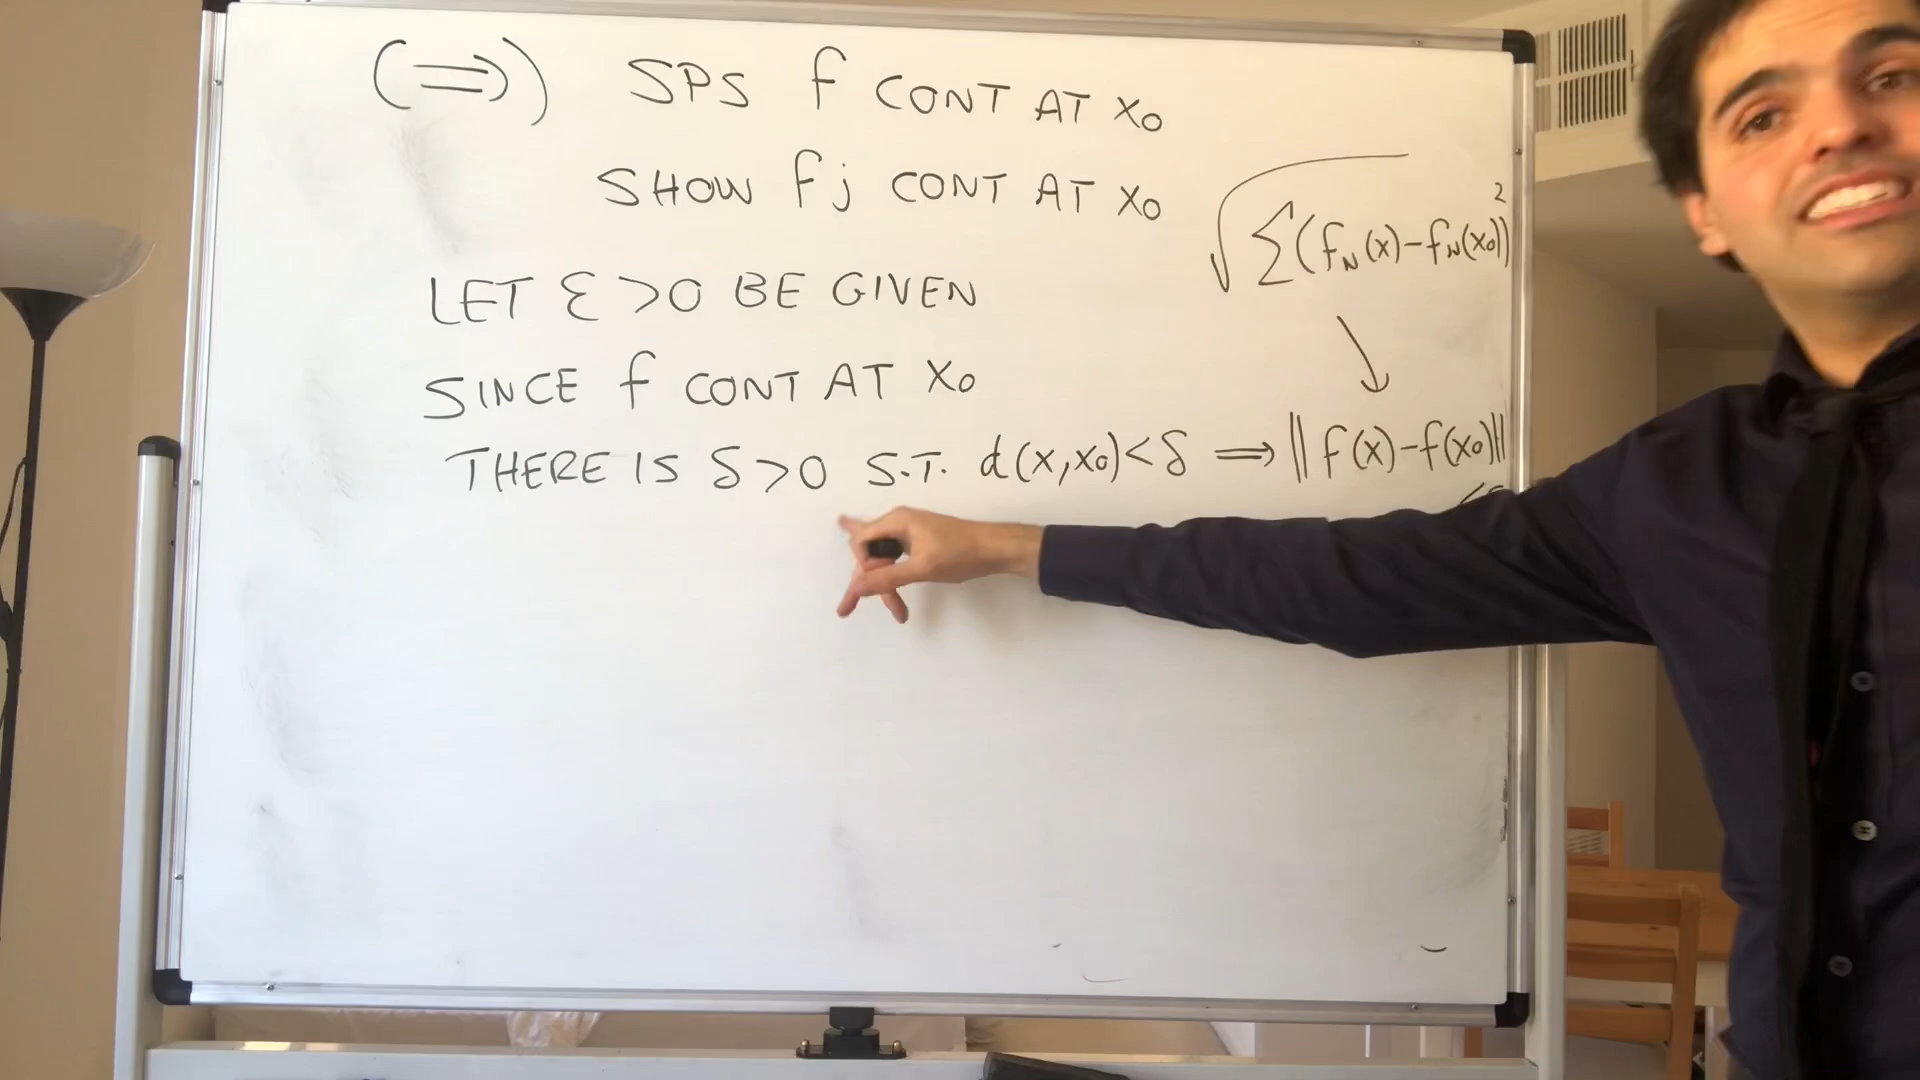 (⇒) SPS f CONT AT x₀
SHOW fj CONT AT x₀
√Σ(f_N(x)-f_N(x₀))²
LET ε>0 BE GIVEN
SINCE f CONT AT x₀
↓
THERE IS δ>0 S.T. d(x,x₀)<δ ⇒ ||f(x)-f(x₀)||
<